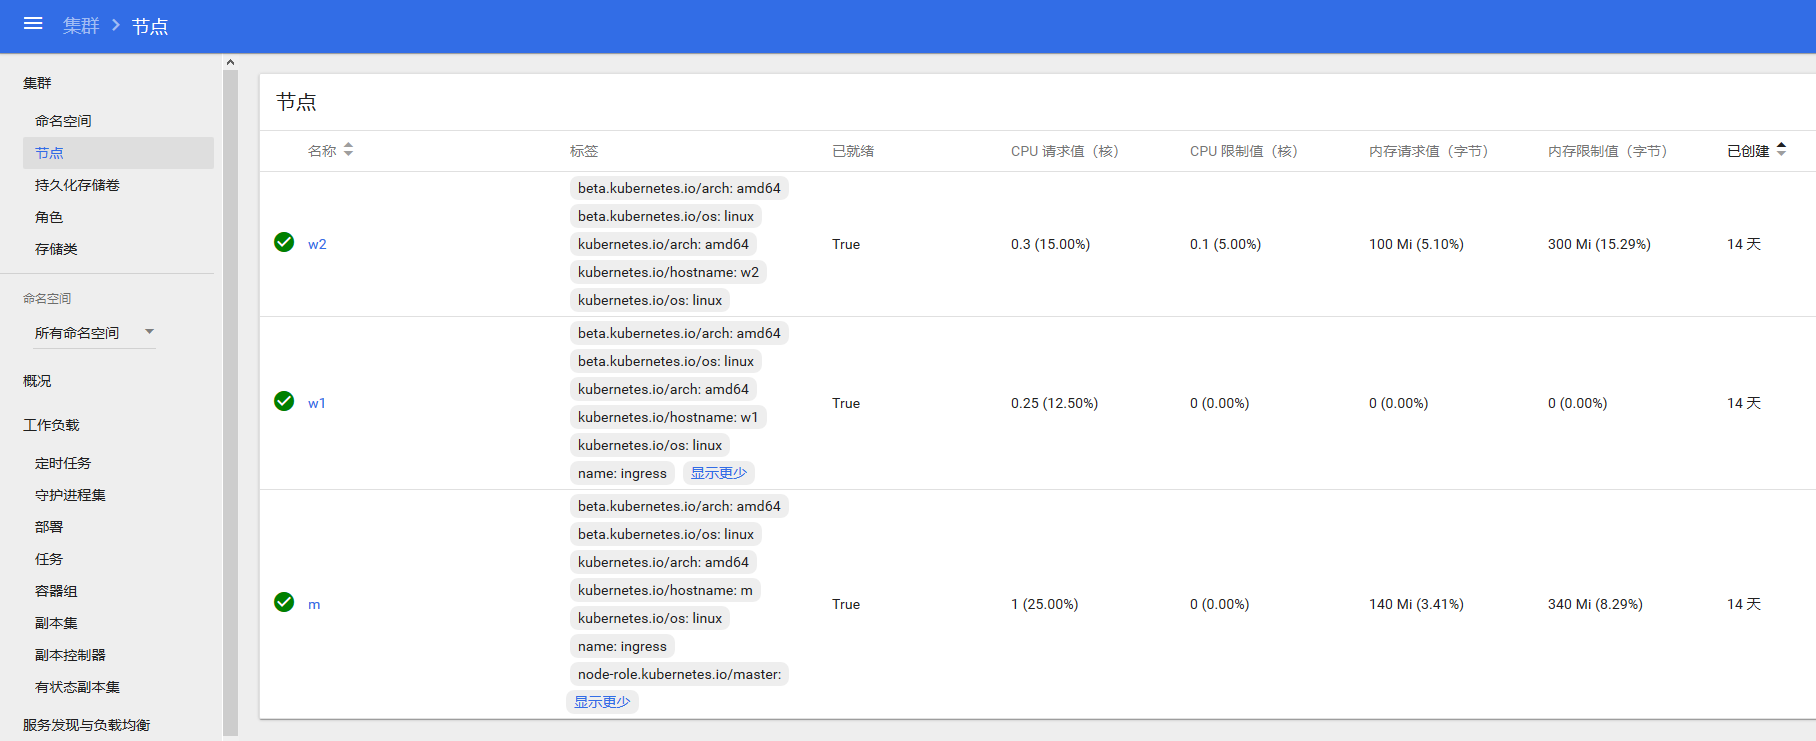 集群 > 节点
集群
命名空间
节点
持久化存储卷
角色
存储类
命名空间
所有命名空间
概况
工作负载
定时任务
守护进程集
部署
任务
容器组
副本集
副本控制器
有状态副本集
服务发现与负载均衡
节点
名称 标签 已就绪 CPU 请求值（核） CPU 限制值（核） 内存请求值（字节） 内存限制值（字节） 已创建
beta.kubernetes.io/arch: amd64
beta.kubernetes.io/os: linux
w2 kubernetes.io/arch: amd64 True 0.3 (15.00%) 0.1 (5.00%) 100 Mi (5.10%) 300 Mi (15.29%) 14 天
kubernetes.io/hostname: w2
kubernetes.io/os: linux
beta.kubernetes.io/arch: amd64
beta.kubernetes.io/os: linux
kubernetes.io/arch: amd64
w1 True 0.25 (12.50%) 0 (0.00%) 0 (0.00%) 0 (0.00%) 14 天
kubernetes.io/hostname: w1
kubernetes.io/os: linux
name: ingress 显示更少
beta.kubernetes.io/arch: amd64
beta.kubernetes.io/os: linux
kubernetes.io/arch: amd64
kubernetes.io/hostname: m
m True 1 (25.00%) 0 (0.00%) 140 Mi (3.41%) 340 Mi (8.29%) 14 天
kubernetes.io/os: linux
name: ingress
node-role.kubernetes.io/master:
显示更少